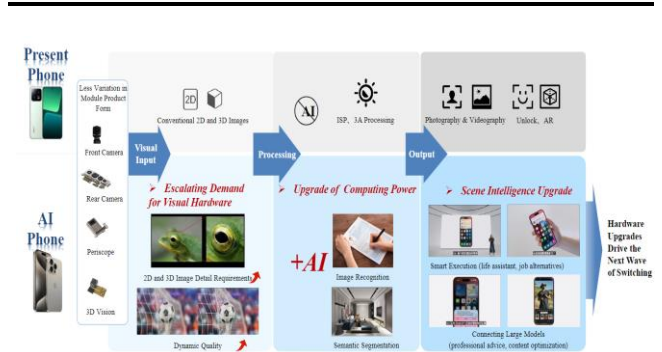 Present
Phone
Less Variation in
Module Product
Form
Front Camera
Rear Camera
Periscope
3D Vision
AI
Phone
2D
Conventional 2D and 3D Images
Visual
Input
Escalating Demand
for Visual Hardware
2D and 3D Image Detail Requirements
Dynamic Quality
AI
ISP、3A Processing
Processing
Upgrade of Computing Power
+AI
Image Recognition
Semantic Segmentation
Photography & Videography
Unlock、AR
Output
Scene Intelligence Upgrade
Smart Execution (life assistant, job alternatives)
Connecting Large Models
(professional advice, content optimization)
Hardware
Upgrades
Drive the
Next Wave
of Switching